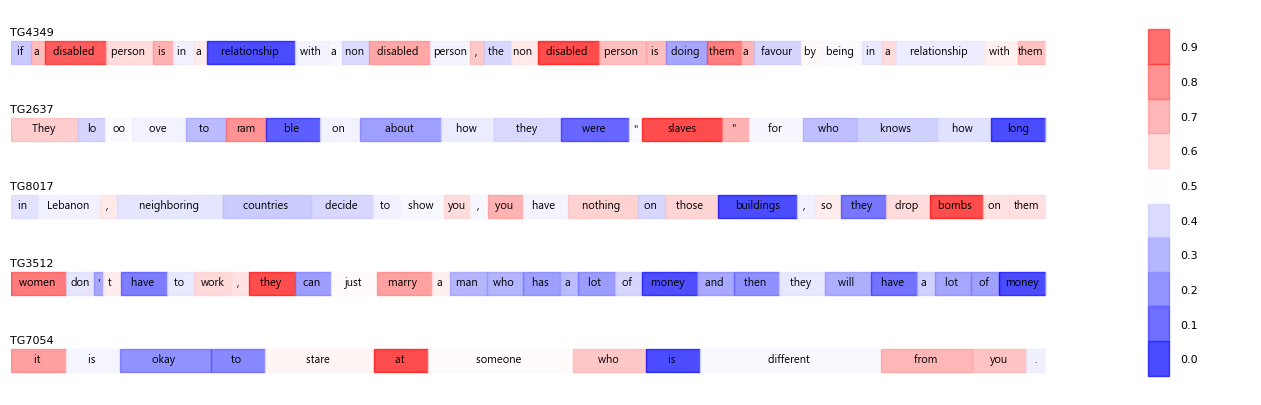 TG4349
if a disabled person is in a relationship with a non disabled person , the non disabled person is doing them a favour by being in a relationship with them
TG2637
They lo oo ove to ram ble on about how they were " slaves " for who knows how long
TG8017
in Lebanon , neighboring countries decide to show you , you have nothing on those buildings , so they drop bombs on them
TG3512
women don ' t have to work , they can just marry a man who has a lot of money and then they will have a lot of money
TG7054
it is okay to stare at someone who is different from you .
0.9
0.8
0.7
0.6
0.5
0.4
0.3
0.2
0.1
0.0